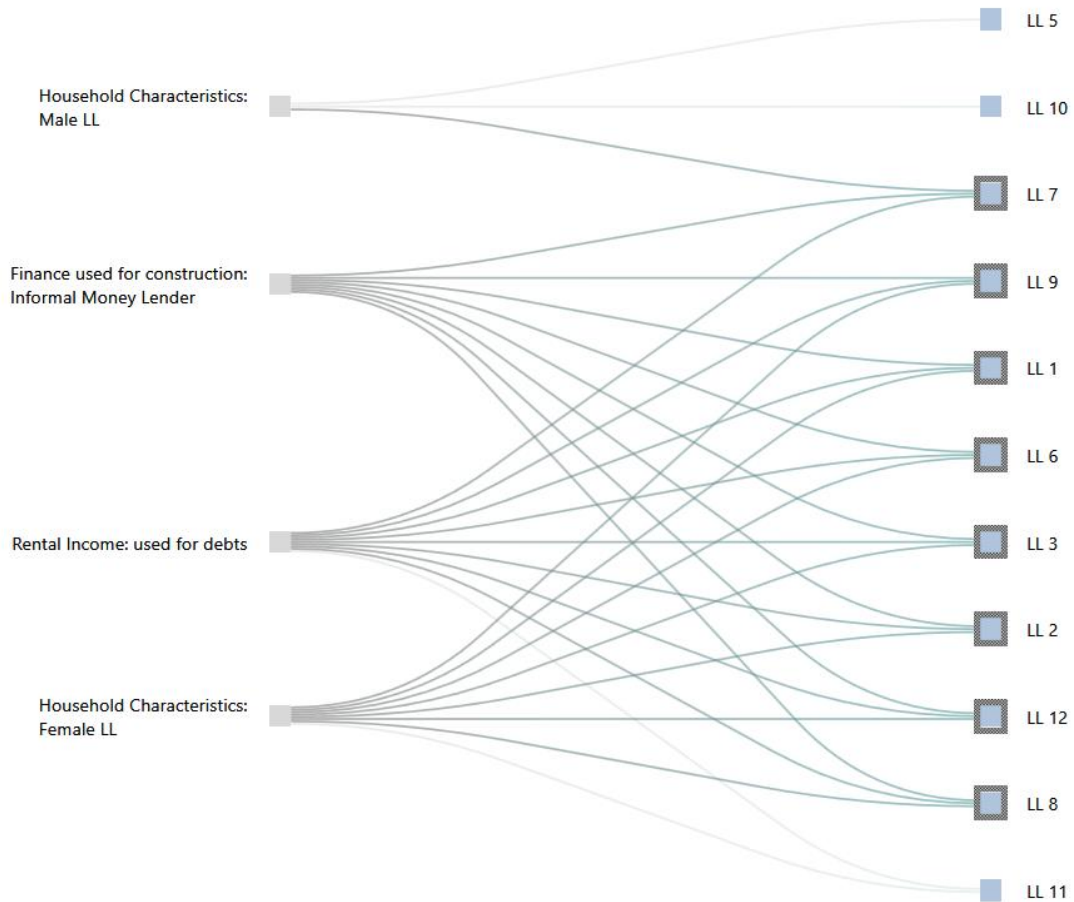 Household Characteristics:
Male LL
Finance used for construction:
Informal Money Lender
Rental Income: used for debts
Household Characteristics:
Female LL
LL 5
LL 10
LL 7
LL 9
LL 1
LL 6
LL 3
LL 2
LL 12
LL 8
LL 11